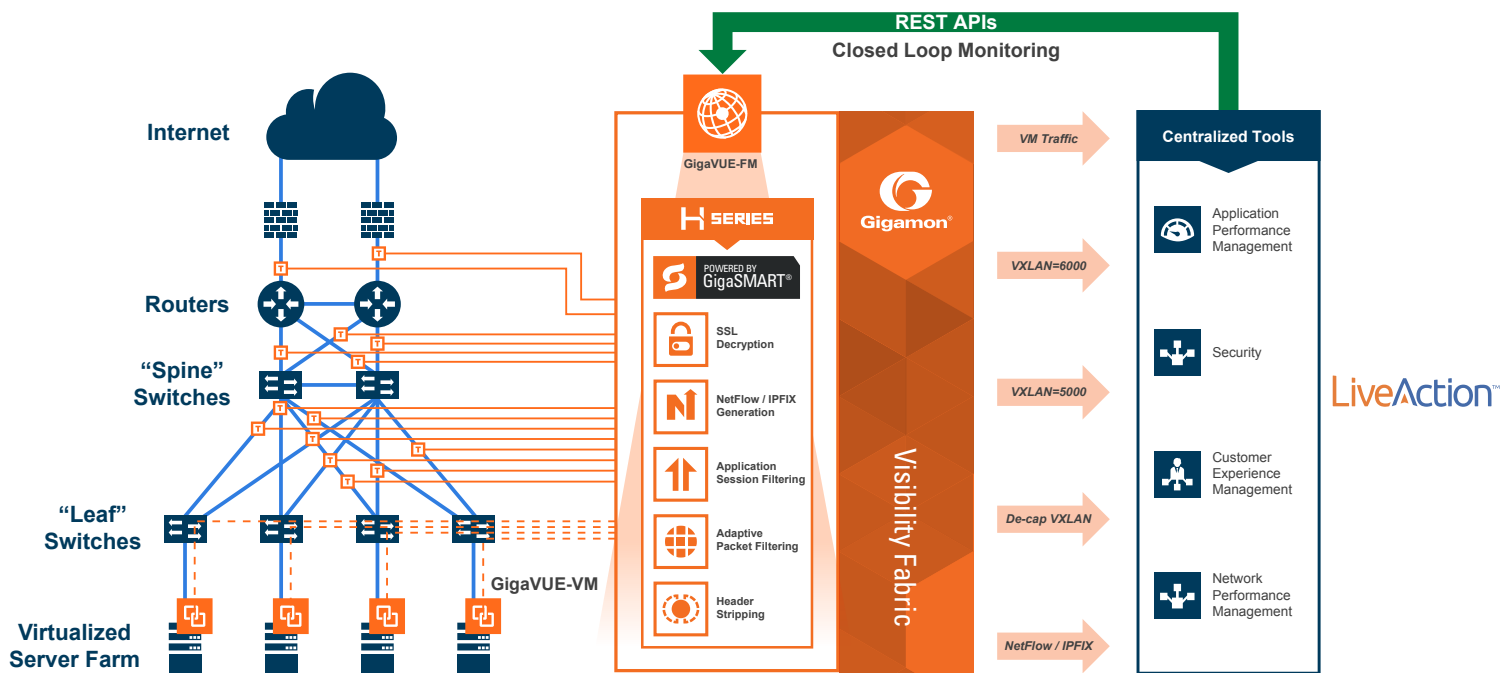 REST APIs
Closed Loop Monitoring
Internet
Routers
“Spine”
Switches
“Leaf”
Switches
GigaVUE-VM
Virtualized
Server Farm
T
T
T
T
T
T
T
T
T
T
T
T
T
T
GigaVUE-FM
H SERIES
POWERED BY
GigaSMART®
SSL
Decryption
NetFlow / IPFIX
Generation
Application
Session Filtering
Adaptive
Packet Filtering
Header
Stripping
Gigamon®
Visibility Fabric
VM Traffic
VXLAN=6000
VXLAN=5000
De-cap VXLAN
NetFlow / IPFIX
Centralized Tools
Application
Performance
Management
Security
Customer
Experience
Management
Network
Performance
Management
LiveAction™